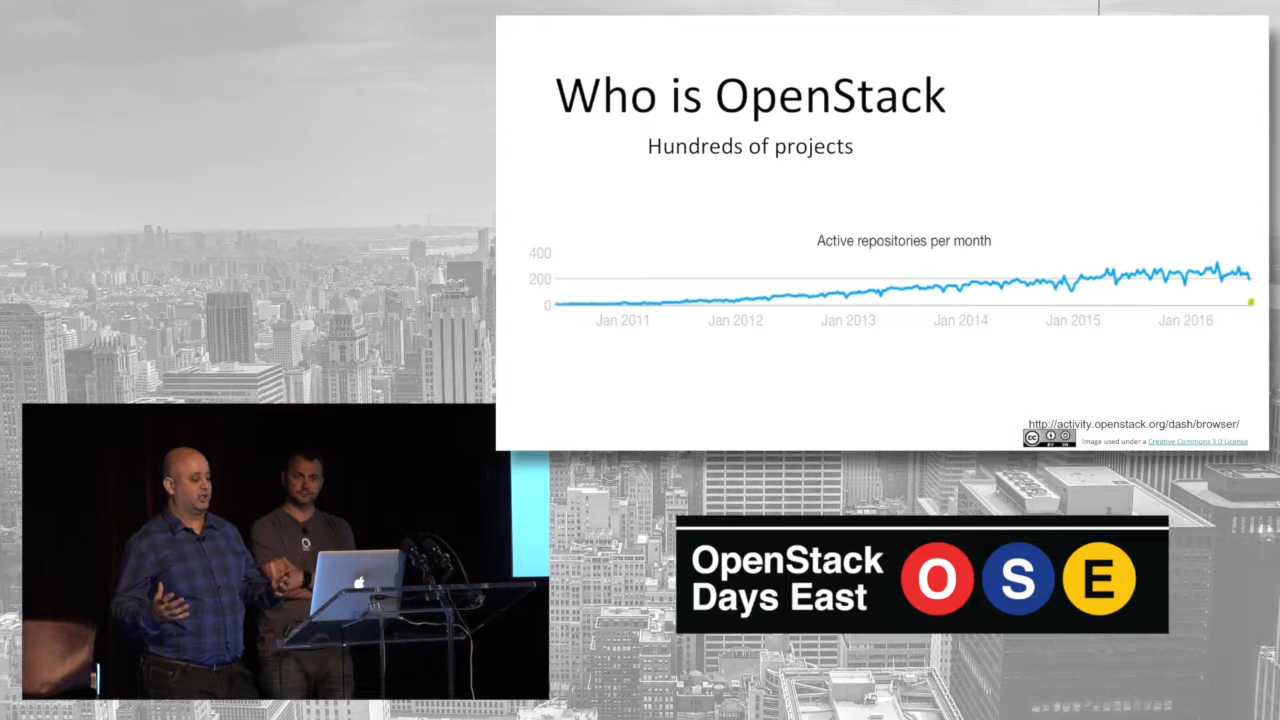 Who is OpenStack
Hundreds of projects
Active repositories per month
400
200
0
Jan 2011 Jan 2012 Jan 2013 Jan 2014 Jan 2015 Jan 2016
http://activity.openstack.org/dash/browser/
cc BY
Image used under a Creative Commons 3.0 License
OpenStack
Days East
O S E